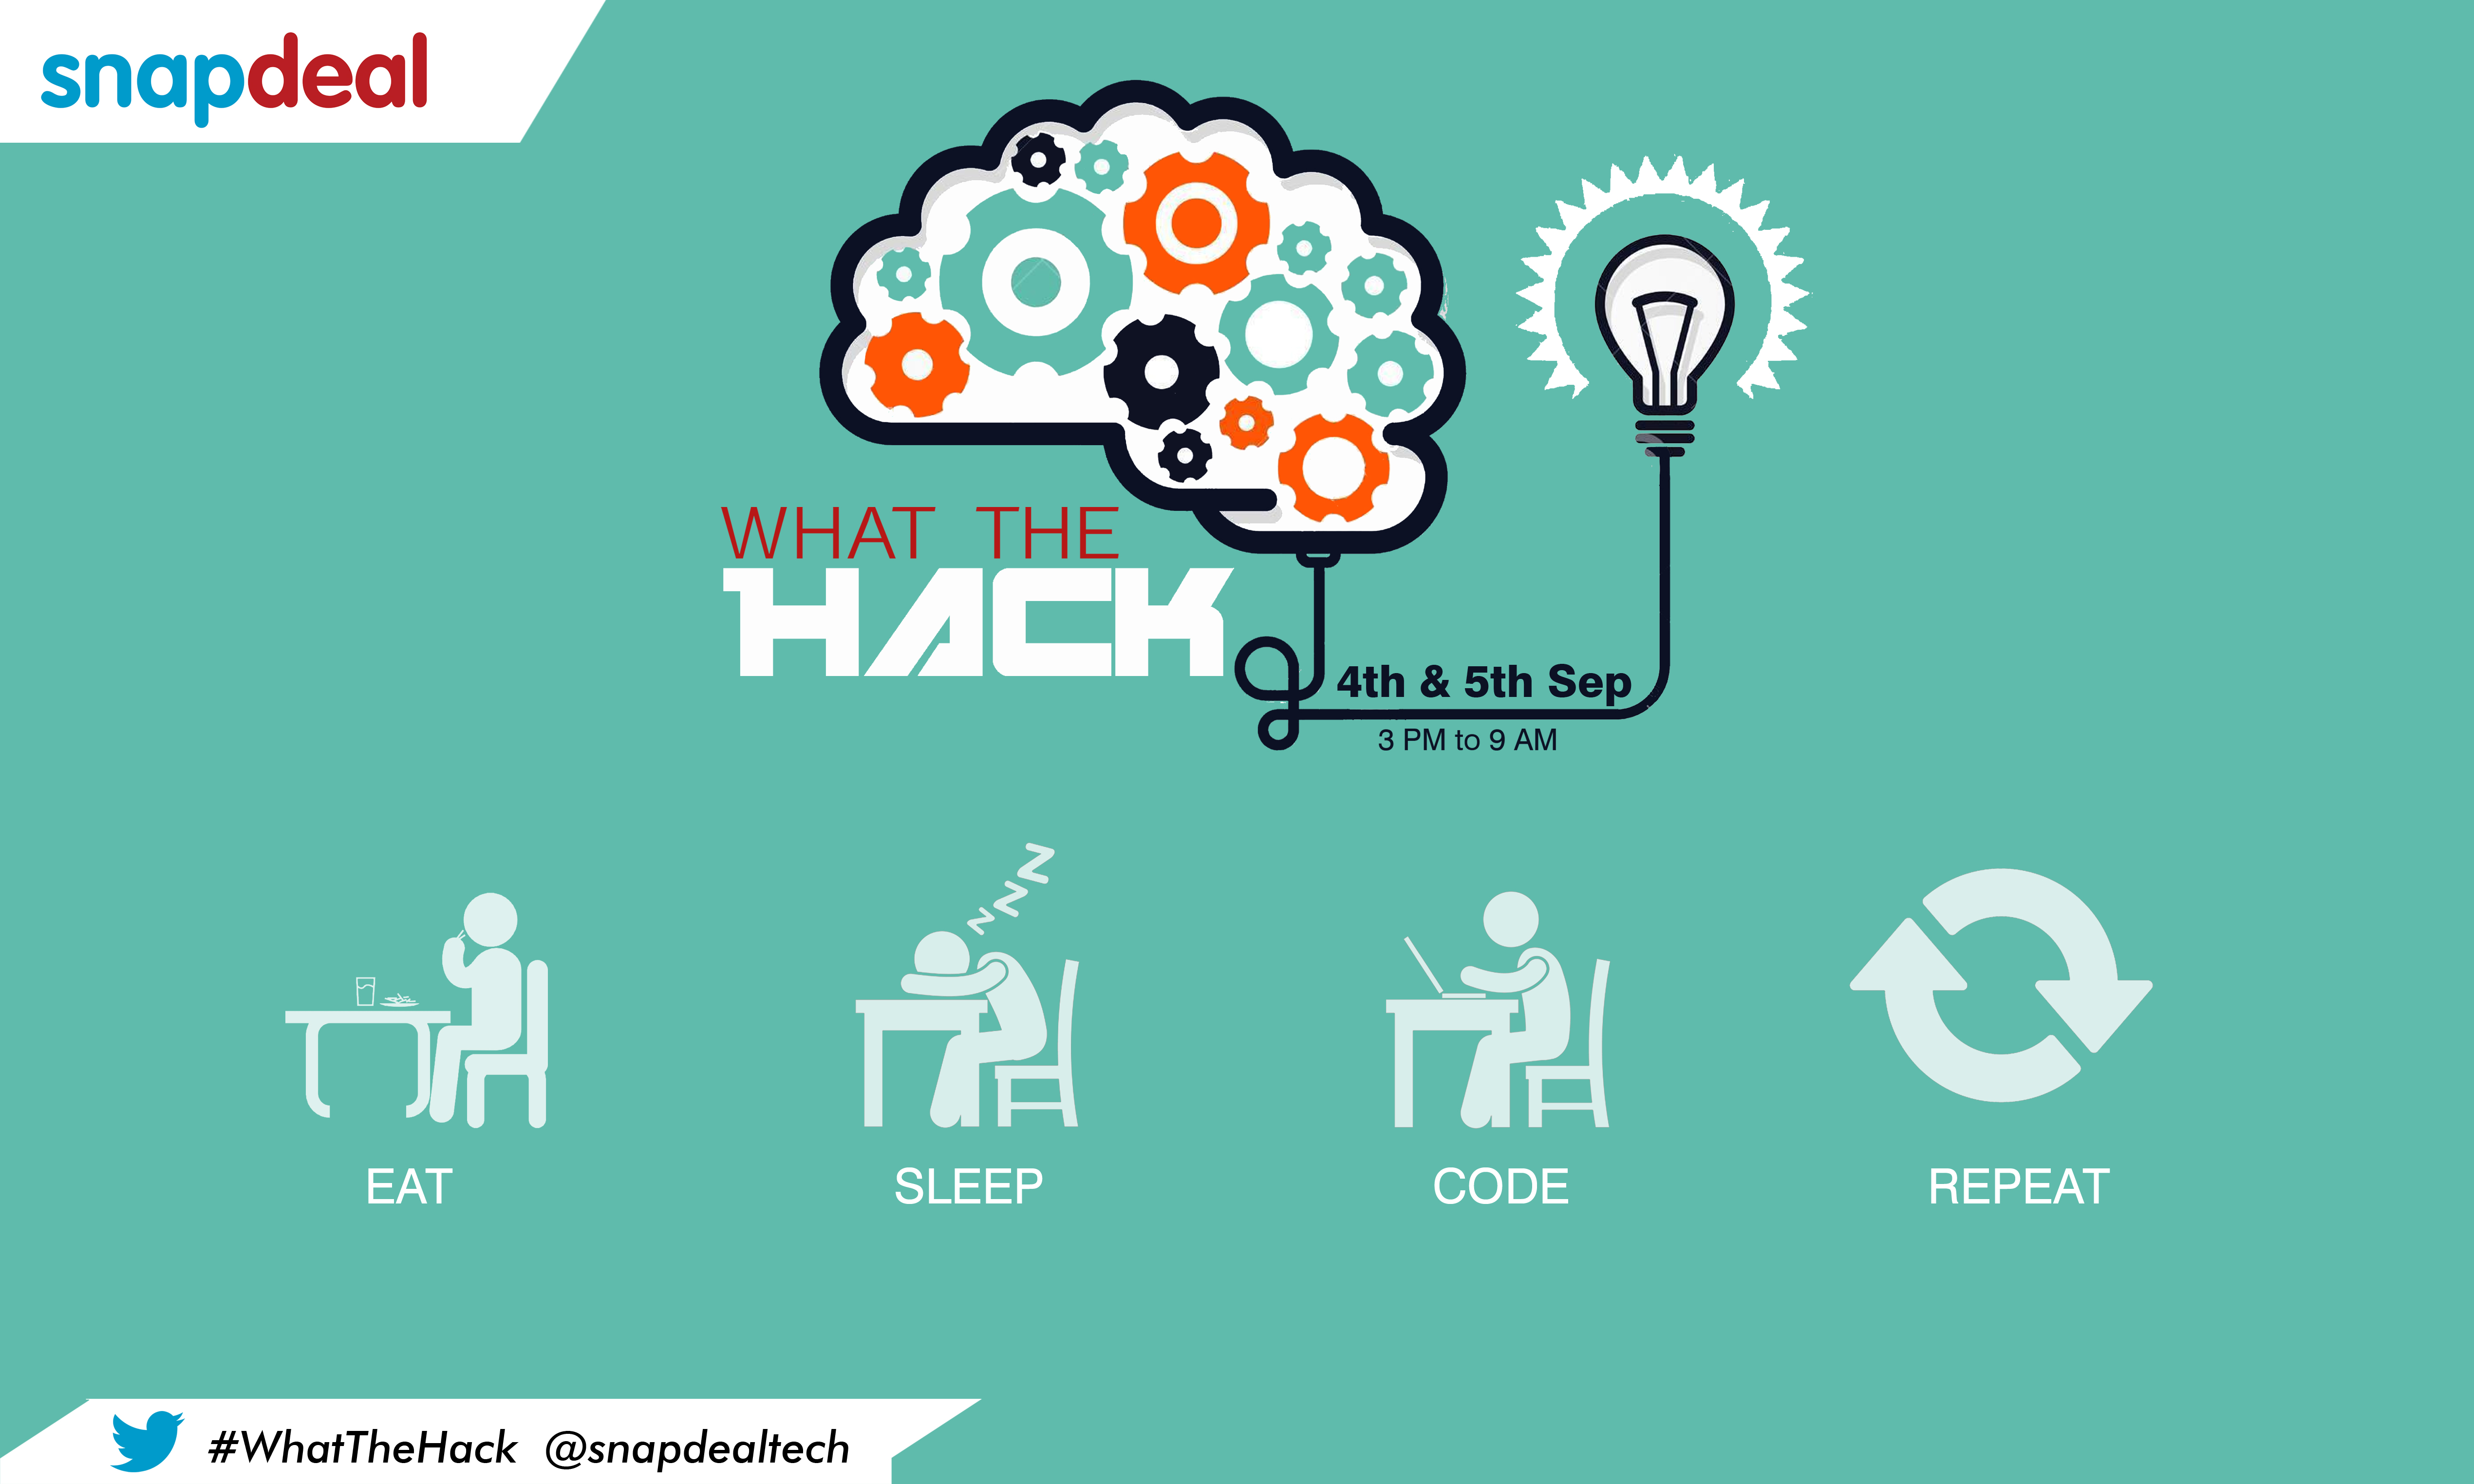 snapdeal
WHAT THE
HACK
4th & 5th Sep
3 PM to 9 AM
z z z z
EAT
SLEEP
CODE
REPEAT
#WhatTheHack @snapdealtech